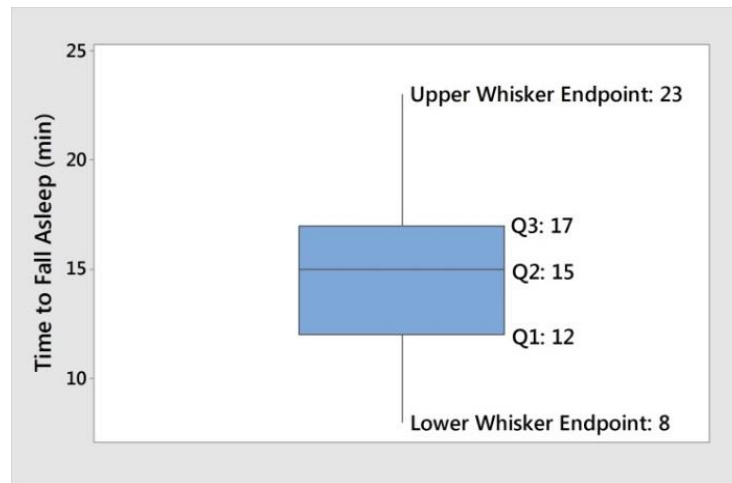 25
Upper Whisker Endpoint: 23
20
Q3: 17
15
Q2: 15
Q1: 12
10
Lower Whisker Endpoint: 8
Time to Fall Asleep (min)